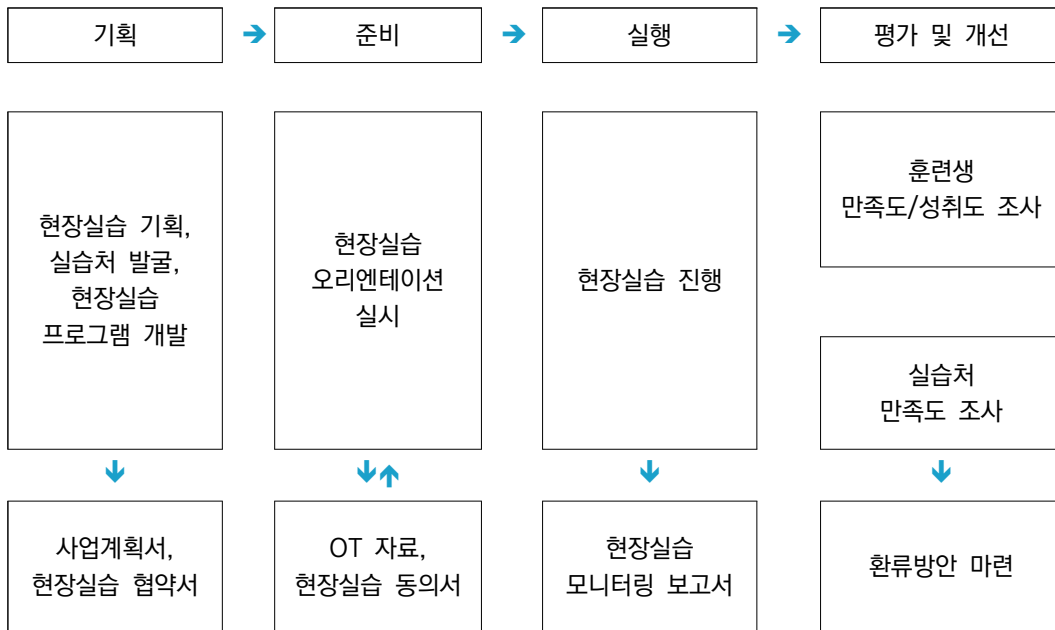 기획
준비
실행
평가 및 개선
현장실습 기획,
실습처 발굴,
현장실습
프로그램 개발
현장실습
오리엔테이션
실시
현장실습 진행
훈련생
만족도/성취도 조사
실습처
만족도 조사
사업계획서,
현장실습 협약서
OT 자료,
현장실습 동의서
현장실습
모니터링 보고서
환류방안 마련